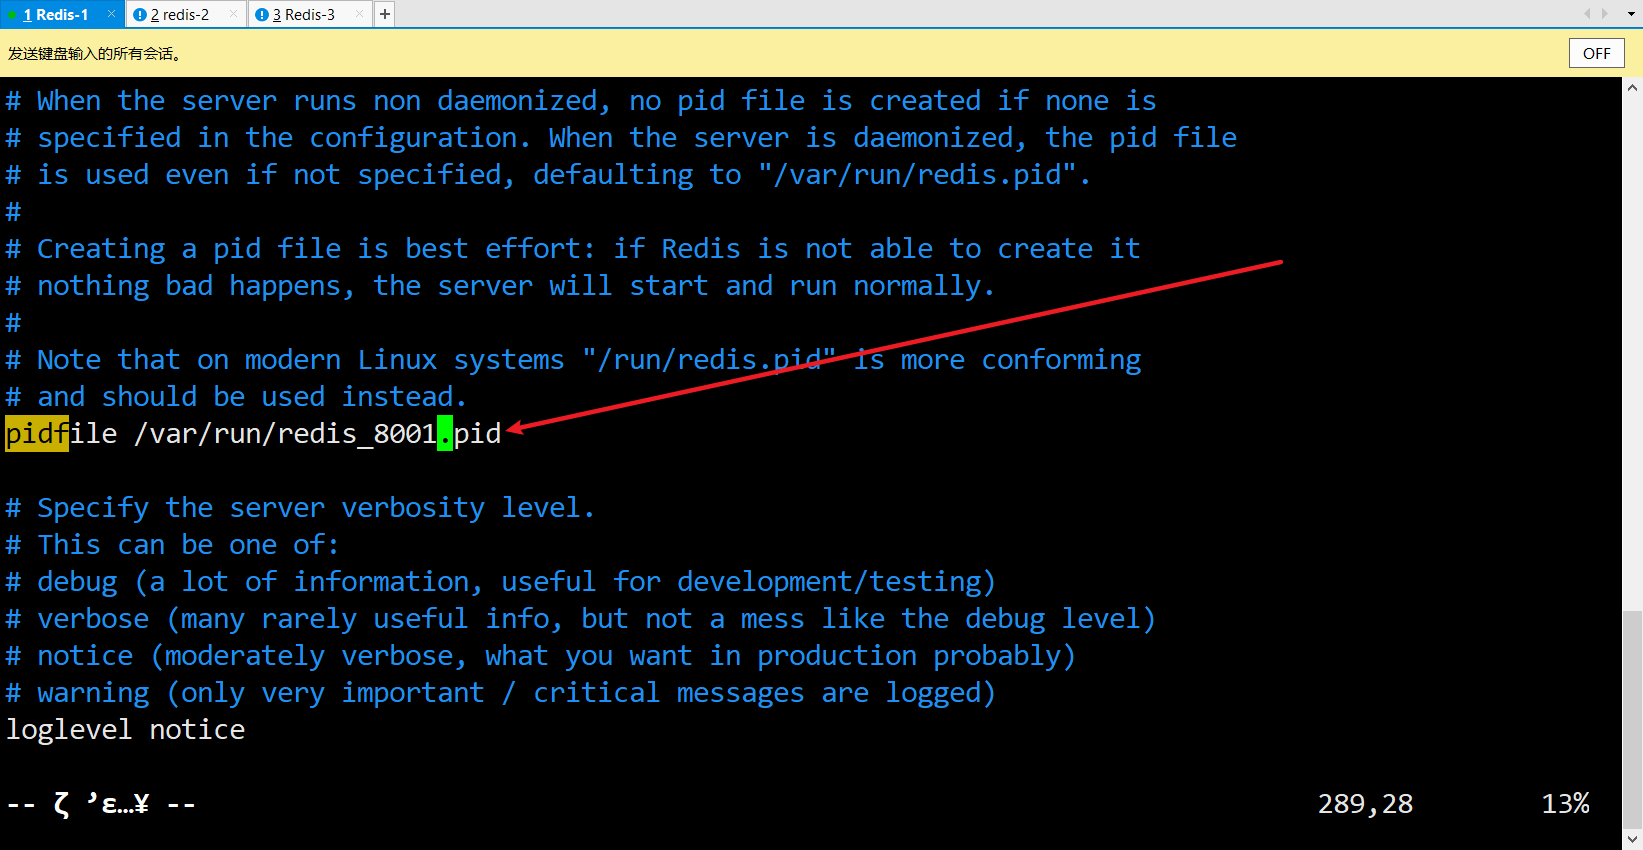 1 Redis-1 × 2 redis-2 × 3 Redis-3 × +
发送键盘输入的所有会话。 OFF
# When the server runs non daemonized, no pid file is created if none is
# specified in the configuration. When the server is daemonized, the pid file
# is used even if not specified, defaulting to "/var/run/redis.pid".
#
# Creating a pid file is best effort: if Redis is not able to create it
# nothing bad happens, the server will start and run normally.
#
# Note that on modern Linux systems "/run/redis.pid" is more conforming
# and should be used instead.
pidfile /var/run/redis_8001.pid
# Specify the server verbosity level.
# This can be one of:
# debug (a lot of information, useful for development/testing)
# verbose (many rarely useful info, but not a mess like the debug level)
# notice (moderately verbose, what you want in production probably)
# warning (only very important / critical messages are logged)
loglevel notice
-- ζ ’ε…¥ -- 289,28 13%